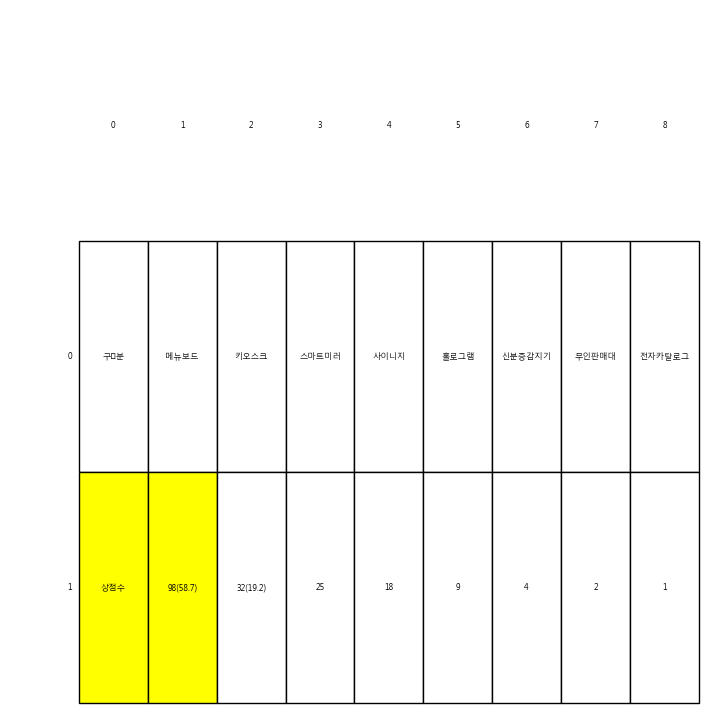 0 1 2 3 4 5 6 7 8
0 구 분 메뉴보드 키오스크 스마트미러 사이니지 홀로그램 신분증감지기 무인판매대 전자카탈로그
1 상점수 98(58.7) 32(19.2) 25 18 9 4 2 1